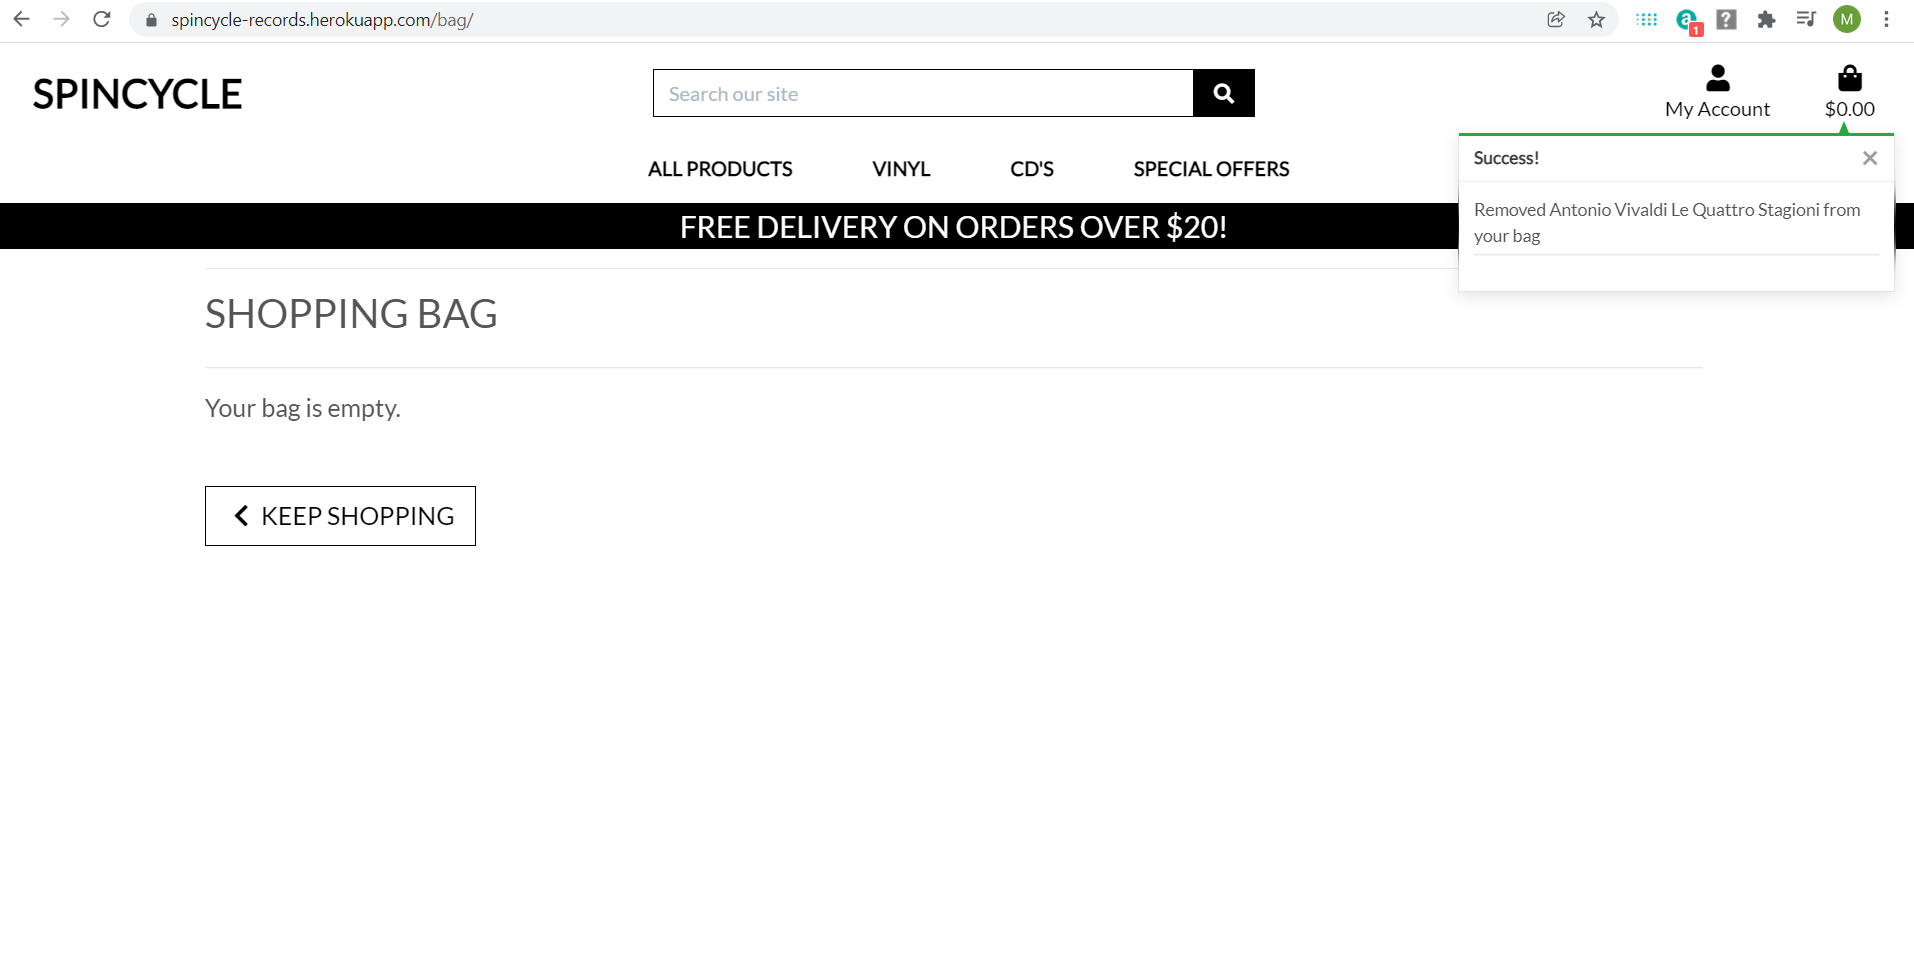 spincycle-records.herokuapp.com/bag/
1
M
SPINCYCLE
Search our site
My Account
$0.00
ALL PRODUCTS
VINYL
CD'S
SPECIAL OFFERS
Success!
Removed Antonio Vivaldi Le Quattro Stagioni from
your bag
FREE DELIVERY ON ORDERS OVER $20!
SHOPPING BAG
Your bag is empty.
KEEP SHOPPING